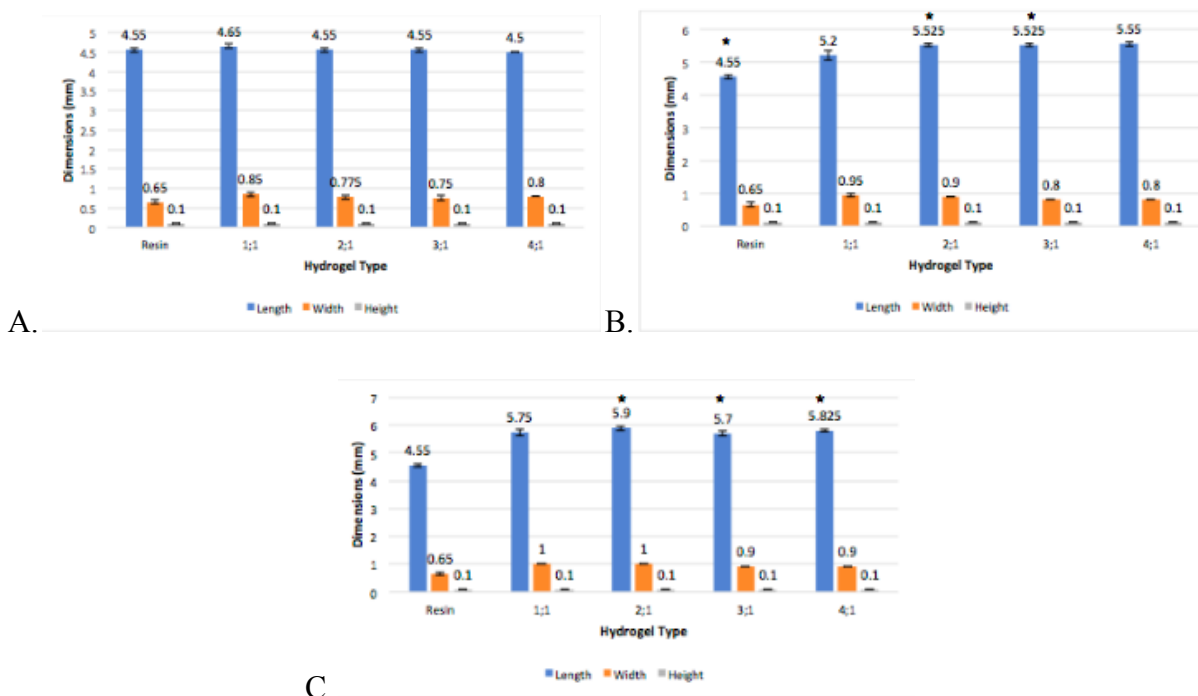 4.55 4.65 4.55 4.55 4.5
5
4.5
4
3.5
3
2.5
2
1.5
1
0.5
0
Dimensions (mm)
0.65 0.1 0.85 0.1 0.775 0.1 0.75 0.1 0.8 0.1
Resin 1;1 2;1 3;1 4;1
Hydrogel Type
Length Width Height
A.
* * *
4.55 5.2 5.525 5.525 5.55
6
5
4
3
2
1
0
Dimensions (mm)
0.65 0.1 0.95 0.1 0.9 0.1 0.8 0.1 0.8 0.1
Resin 1;1 2;1 3;1 4;1
Hydrogel Type
Length Width Height
B.
* * *
4.55 5.75 5.9 5.7 5.825
7
6
5
4
3
2
1
0
Dimensions (mm)
0.65 0.1 1 0.1 1 0.1 0.9 0.1 0.9 0.1
Resin 1;1 2;1 3;1 4;1
Hydrogel Type
Length Width Height
C